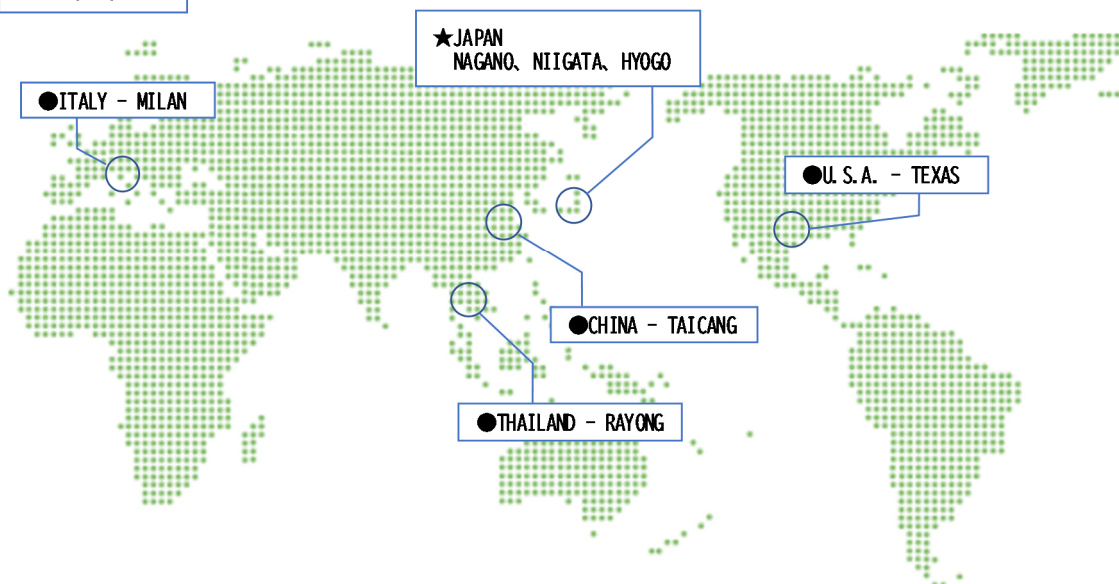 ★JAPAN
NAGANO、NIIGATA、HYOGO
●ITALY - MILAN
●U.S.A. - TEXAS
●CHINA - TAICANG
●THAILAND - RAYONG